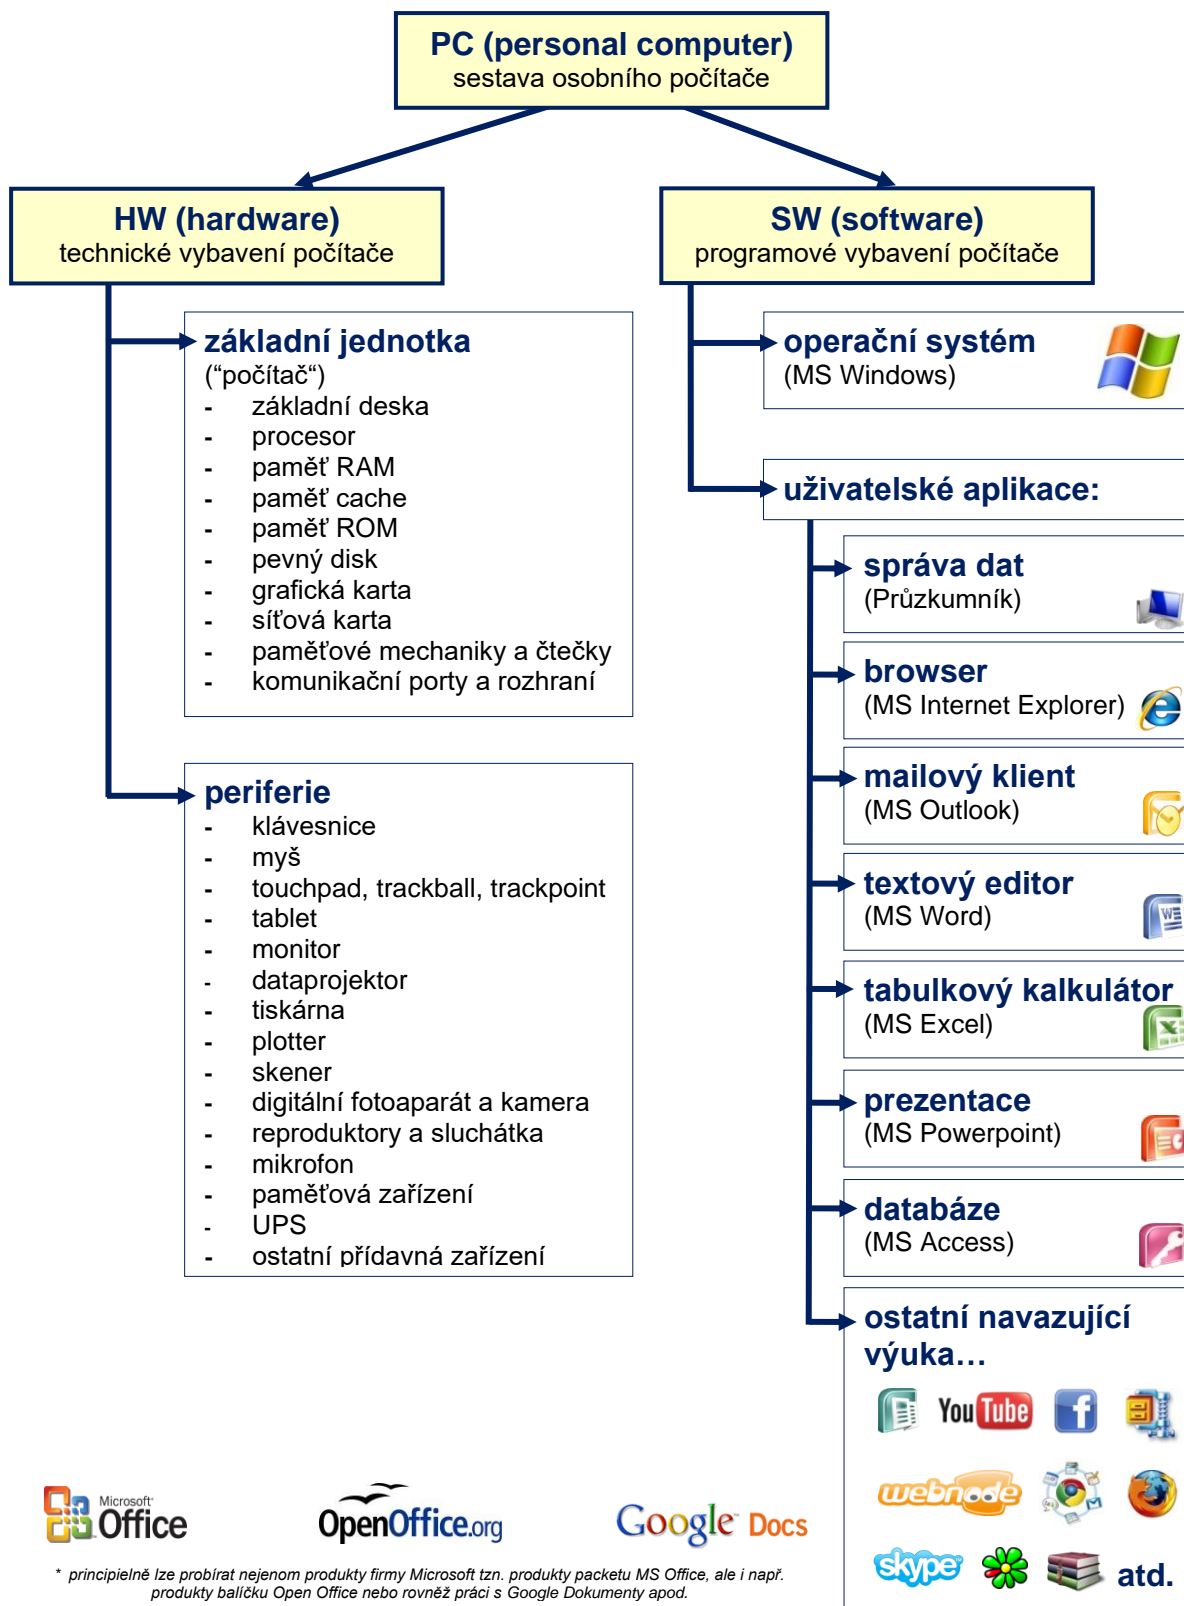 PC (personal computer)
sestava osobního počítače
HW (hardware)
technické vybavení počítače
základní jednotka
(“počítač“)
- základní deska
- procesor
- paměť RAM
- paměť cache
- paměť ROM
- pevný disk
- grafická karta
- síťová karta
- paměťové mechaniky a čtečky
- komunikační porty a rozhraní
periferie
- klávesnice
- myš
- touchpad, trackball, trackpoint
- tablet
- monitor
- dataprojektor
- tiskárna
- plotter
- skener
- digitální fotoaparát a kamera
- reproduktory a sluchátka
- mikrofon
- paměťová zařízení
- UPS
- ostatní přídavná zařízení
SW (software)
programové vybavení počítače
operační systém
(MS Windows)
uživatelské aplikace:
správa dat
(Průzkumník)
browser
(MS Internet Explorer)
mailový klient
(MS Outlook)
textový editor
(MS Word)
tabulkový kalkulátor
(MS Excel)
prezentace
(MS Powerpoint)
databáze
(MS Access)
ostatní navazující
výuka…
YouTube
webnode
skype
atd.
Microsoft
Office
OpenOffice.org
Google Docs
* principielně lze probírat nejenom produkty firmy Microsoft tzn. produkty packetu MS Office, ale i např.
produkty balíčku Open Office nebo rovněž práci s Google Dokumenty apod.